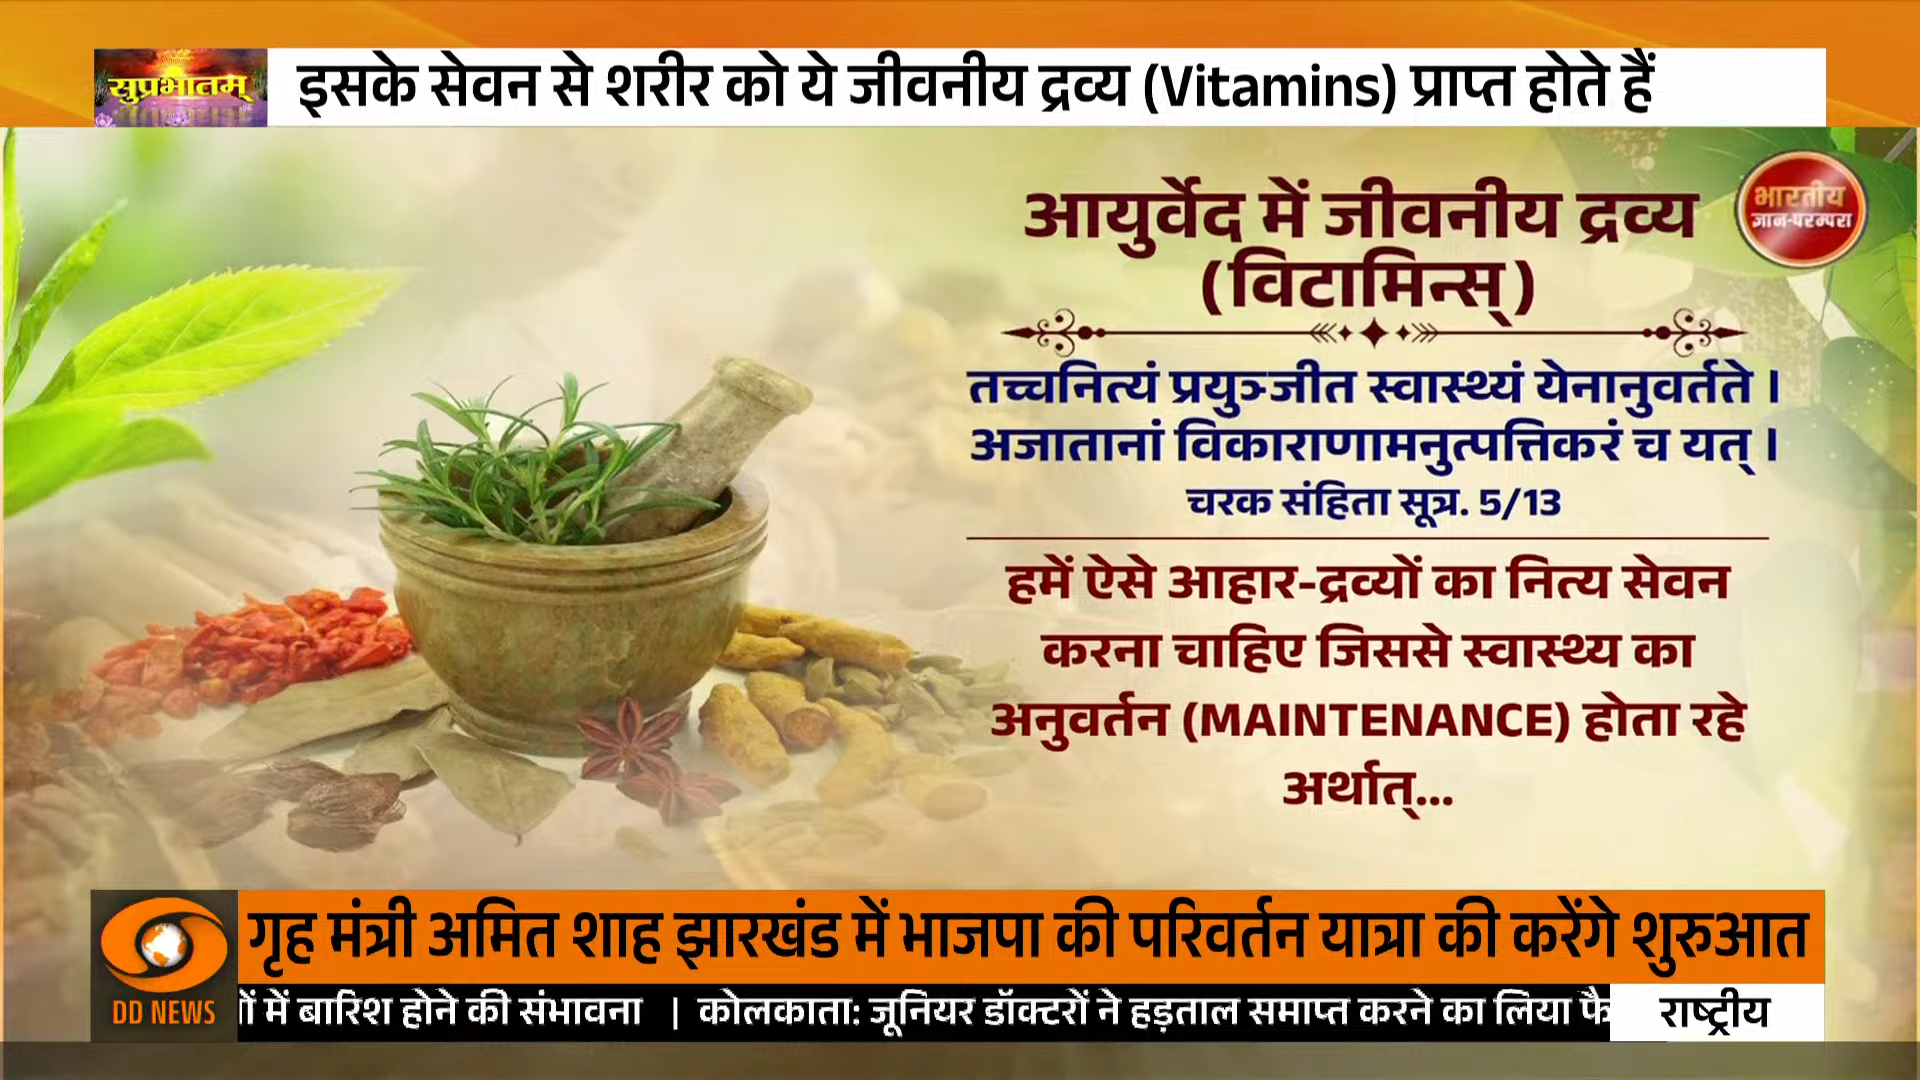 सुप्रभातम्
इसके सेवन से शरीर को ये जीवनीय द्रव्य (Vitamins) प्राप्त होते हैं
भारतीय
ज्ञान-परम्परा
आयुर्वेद में जीवनीय द्रव्य
(विटामिन्स्)
तच्चनित्यं प्रयुञ्जीत स्वास्थ्यं येनानुवर्तते ।
अजातानां विकाराणामनुत्पत्तिकरं च यत् ।
चरक संहिता सूत्र. 5/13
हमें ऐसे आहार-द्रव्यों का नित्य सेवन
करना चाहिए जिससे स्वास्थ्य का
अनुवर्तन (MAINTENANCE) होता रहे
अर्थात्...
गृह मंत्री अमित शाह झारखंड में भाजपा की परिवर्तन यात्रा की करेंगे शुरुआत
DD NEWS
में बारिश होने की संभावना | कोलकाता: जूनियर डॉक्टरों ने हड़ताल समाप्त करने का लिया
राष्ट्रीय